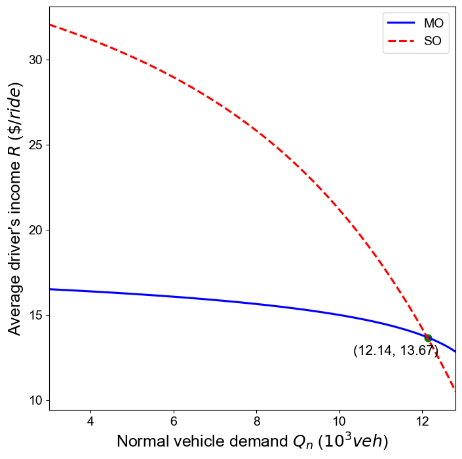 MO
SO
30
25
20
15
10
Average driver's income R ($/ride)
(12.14, 13.67)
4
6
8
10
12
Normal vehicle demand Qₙ (10³veh)